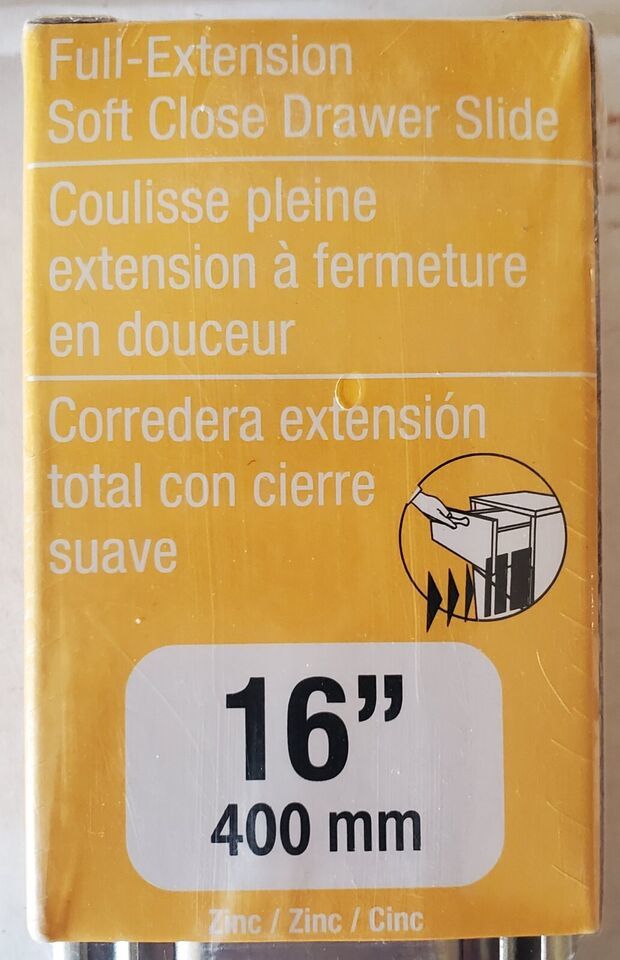 Full-Extension
Soft Close Drawer Slide
Coulisse pleine
extension à fermeture
en douceur
Corredera extensión
total con cierre
suave
16”
400 mm
Zinc / Zinc / Cinc